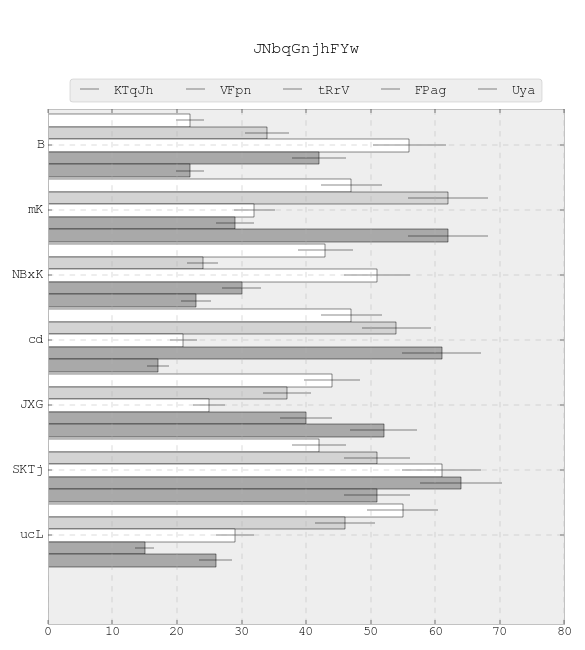 JNbqGnjhFYw
KTqJh VFpn tRrV FPag Uya
B
mK
NBxK
cd
JXG
SKTj
ucL
0 10 20 30 40 50 60 70 80